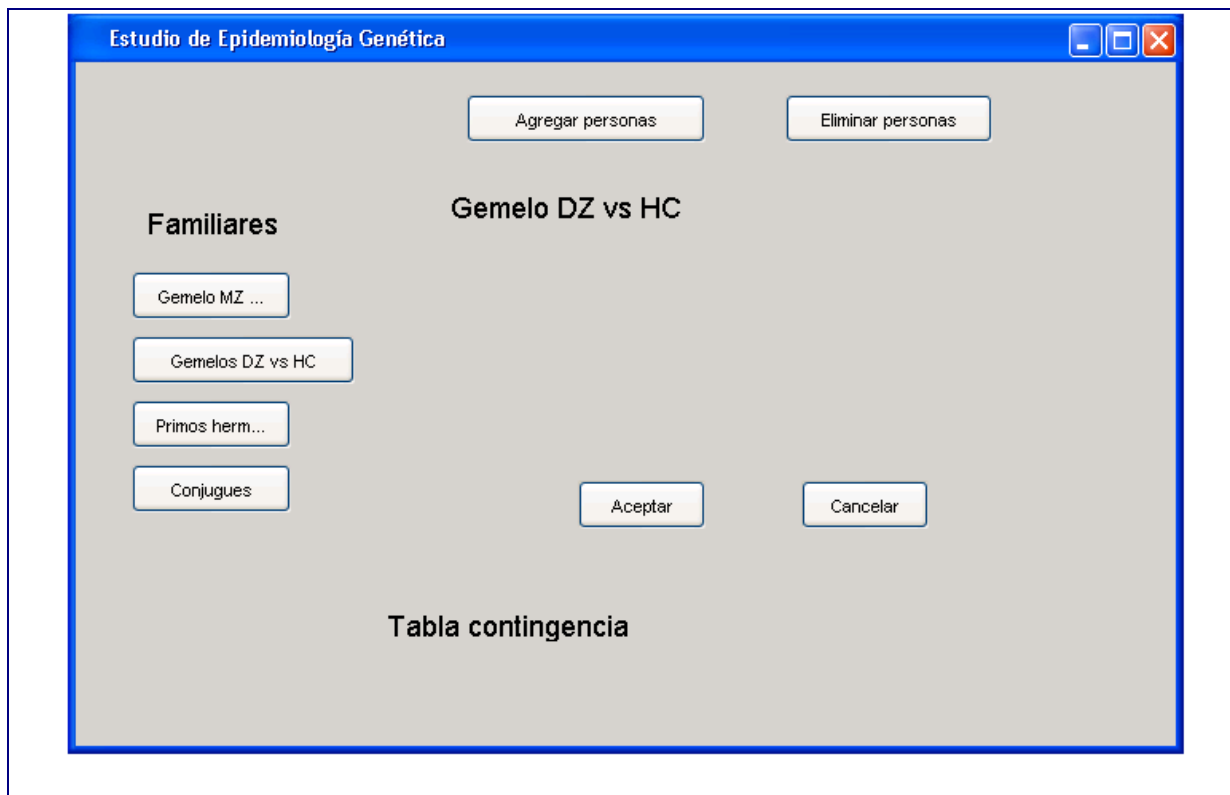 Estudio de Epidemiología Genética
Agregar personas
Eliminar personas
Gemelo DZ vs HC
Familiares
Gemelo MZ ...
Gemelos DZ vs HC
Primos herm...
Conjugues
Aceptar
Cancelar
Tabla contingencia